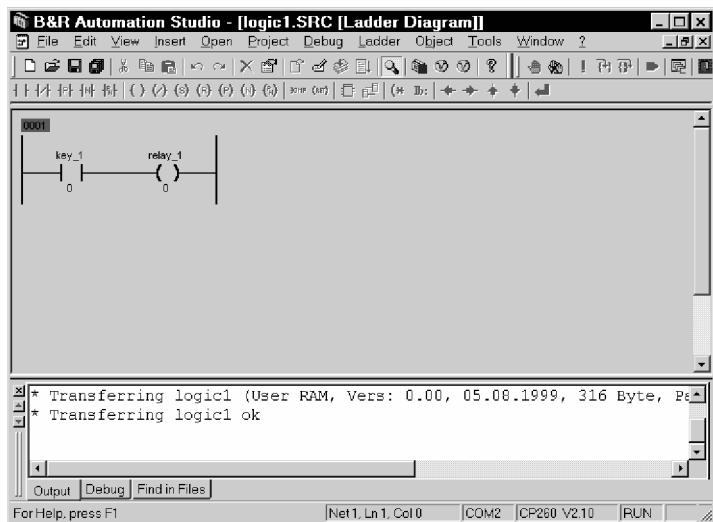 B&R Automation Studio - [logic1.SRC [Ladder Diagram]]
File Edit View Insert Open Project Debug Ladder Object Tools Window ?
0001
key_1 relay_1
0 0
* Transferring logic1 (User RAM, Vers: 0.00, 05.08.1999, 316 Byte, Pa
* Transferring logic1 ok
Output Debug Find in Files
For Help, press F1 Net 1, Ln 1, Col 0 COM2 CP260 V2.10 RUN